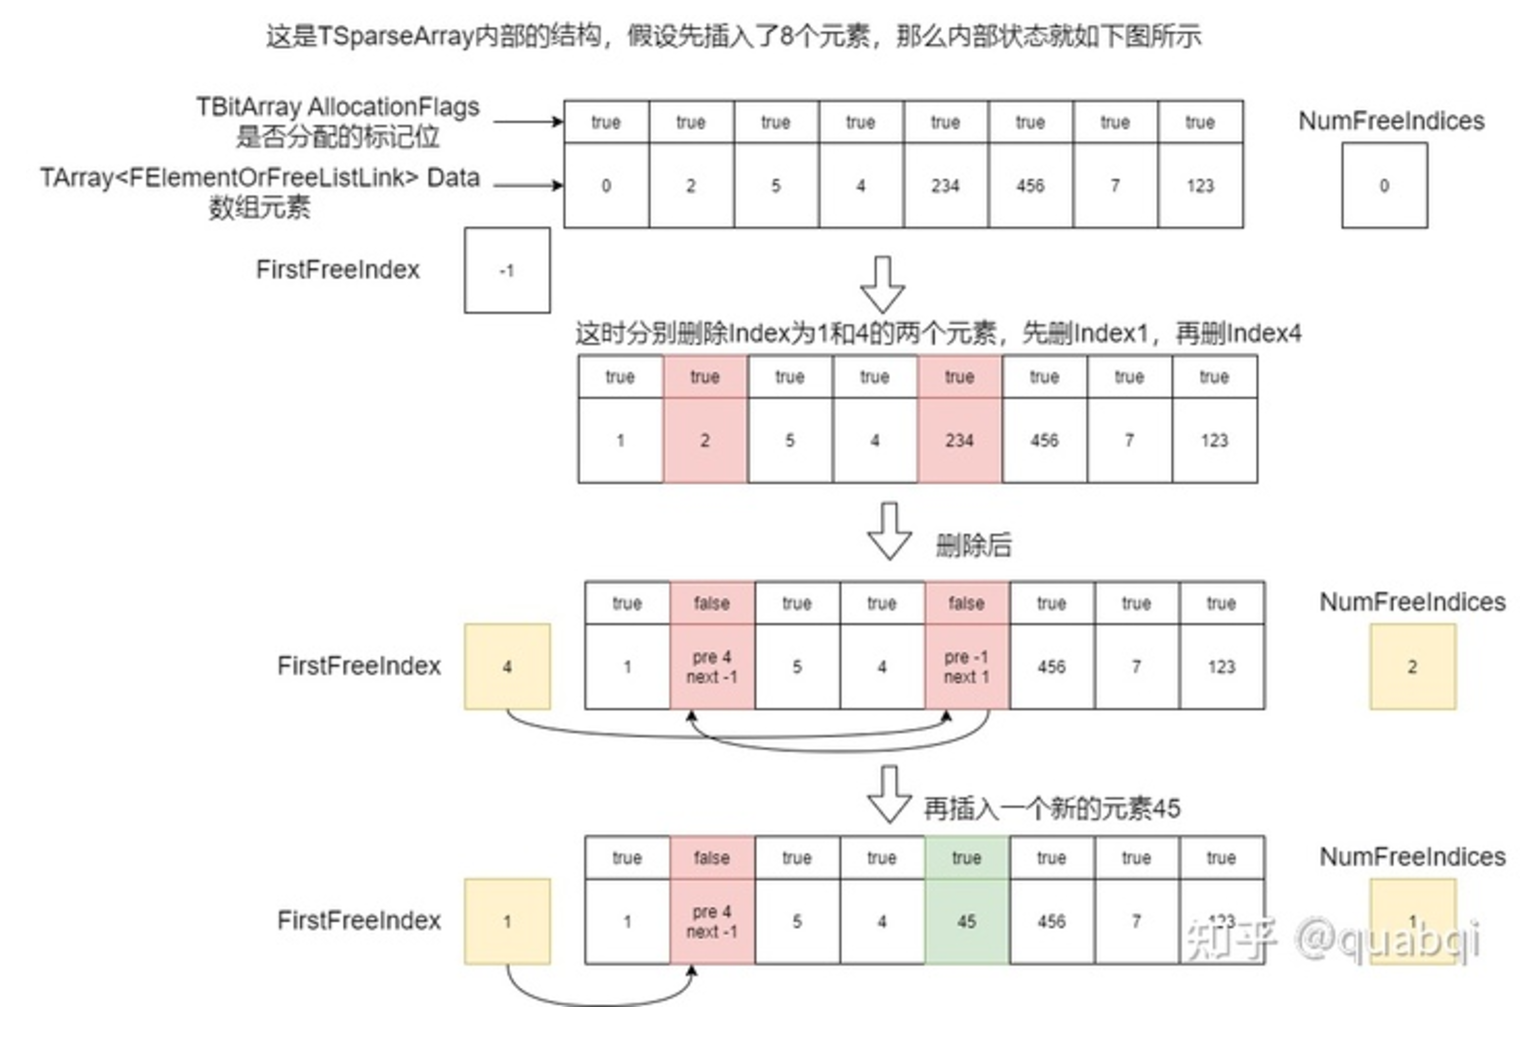 这是TSparseArray内部的结构，假设先插入了8个元素，那么内部状态就如下图所示
TBitArray AllocationFlags
是否分配的标记位
true true true true true true true true
NumFreeIndices
TArray<FElementOrFreeListLink> Data
数组元素
0 2 5 4 234 456 7 123
0
FirstFreeIndex
-1
这时分别删除Index为1和4的两个元素，先删Index1，再删Index4
true true true true true true true true
1 2 5 4 234 456 7 123
删除后
true false true true false true true true
NumFreeIndices
FirstFreeIndex
4
1
pre 4
next -1
5
4
pre -1
next 1
456
7
123
2
再插入一个新的元素45
true false true true true true true true
NumFreeIndices
FirstFreeIndex
1
1
pre 4
next -1
5
4
45
456
7
123
1
知乎 @quabqi